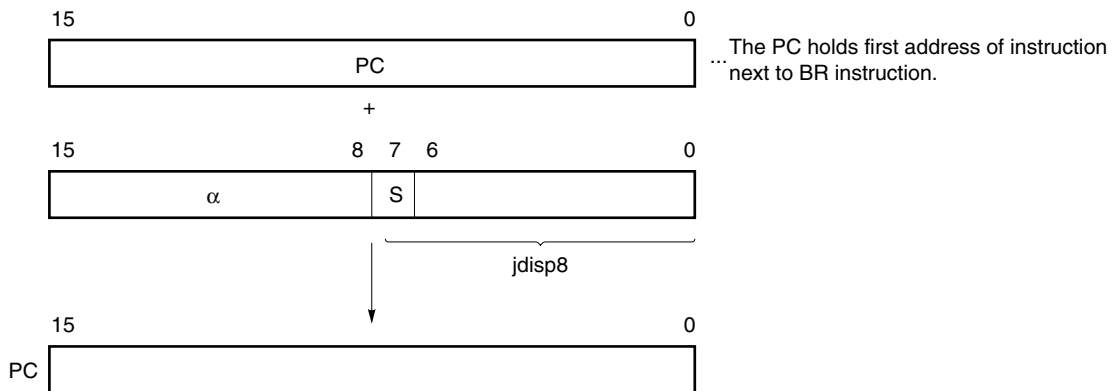 15 0
PC
... The PC holds first address of instruction
next to BR instruction.
+
15 8 7 6 0
α S
jdisp8
15 0
PC